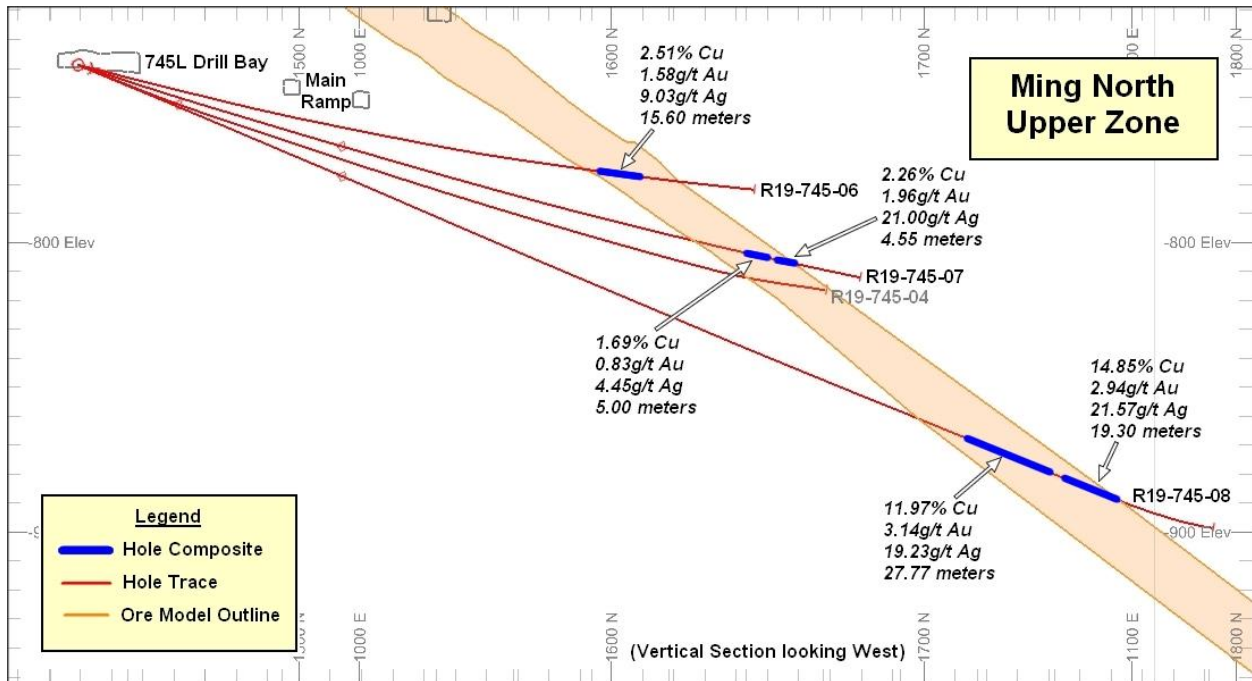 1500 N
1000 E
1600 N
1700 N
1800 N
745L Drill Bay
Main
Ramp
2.51% Cu
1.58g/t Au
9.03g/t Ag
15.60 meters
Ming North
Upper Zone
R19-745-06
2.26% Cu
1.96g/t Au
21.00g/t Ag
4.55 meters
-800 Elev
-800 Elev
R19-745-07
R19-745-04
1.69% Cu
0.83g/t Au
4.45g/t Ag
5.00 meters
14.85% Cu
2.94g/t Au
21.57g/t Ag
19.30 meters
R19-745-08
11.97% Cu
3.14g/t Au
19.23g/t Ag
27.77 meters
-900 Elev
Legend
Hole Composite
Hole Trace
Ore Model Outline
1000 E
1600 N
(Vertical Section looking West)
1700 N
1100 E
1800 N